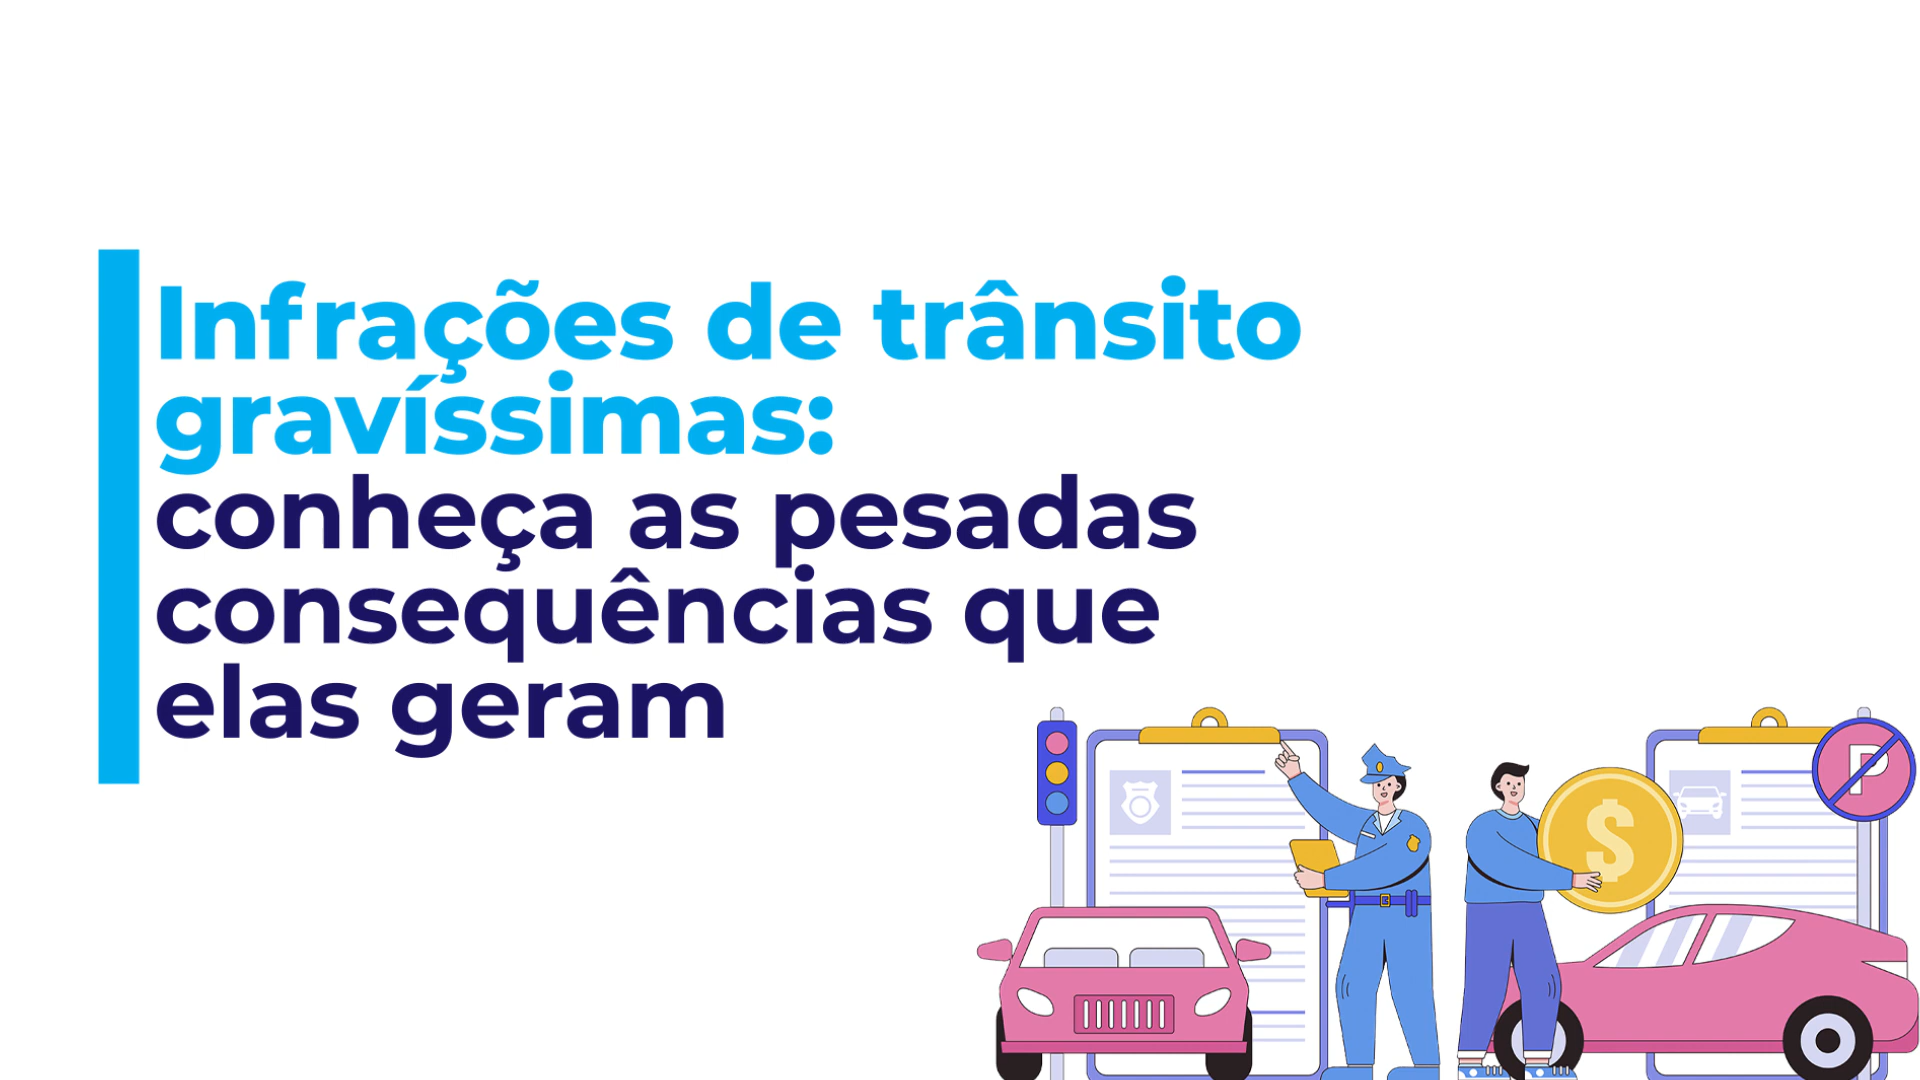 Infrações de trânsito
gravíssimas:
conheça as pesadas
consequências que
elas geram
$
P